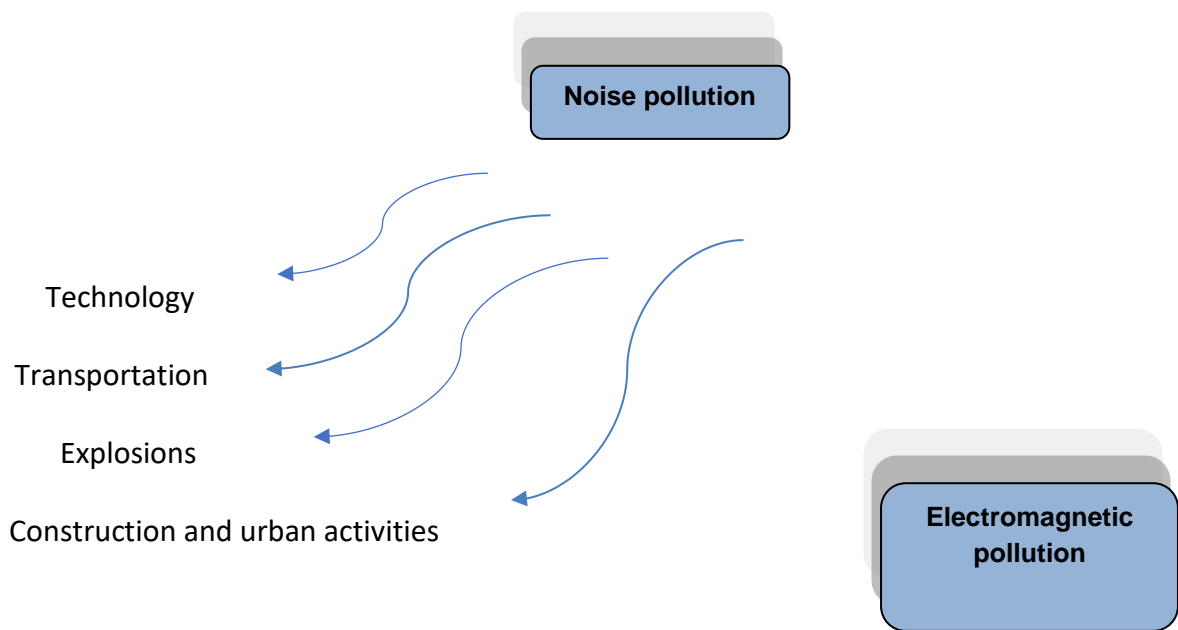 Noise pollution
Technology
Transportation
Explosions
Construction and urban activities
Electromagnetic
pollution